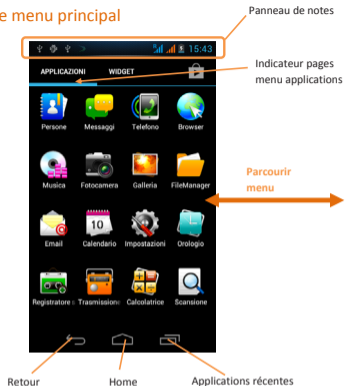 Panneau de notes
e menu principal
15:43
Indicateur pages
menu applications
APPLICAZIONI WIDGET
Persone Messaggi Telefono Browser
Parcourir
menu
Musica Fotocamera Galleria FileManager
10
Email Calendario Impostazioni Orologio
Registratore s Trasmissione Calcolatrice Scansione
Retour Home Applications récentes